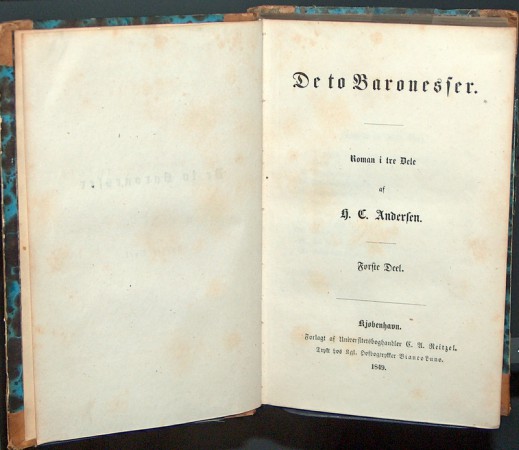 De to Baronesser.
Roman i tre Dele
af
H. C. Andersen.
Første Deel.
Kjøbenhavn.
Forlagt af Universitetsboghandler C. A. Reitzel.
Trykt hos Kgl. Hofbogtrykker Bianco Luno.
1849.